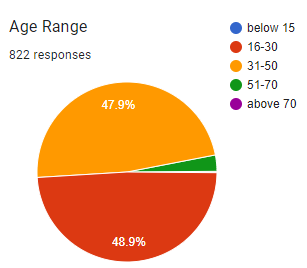 Age Range
822 responses
below 15
16-30
31-50
51-70
above 70
47.9%
48.9%